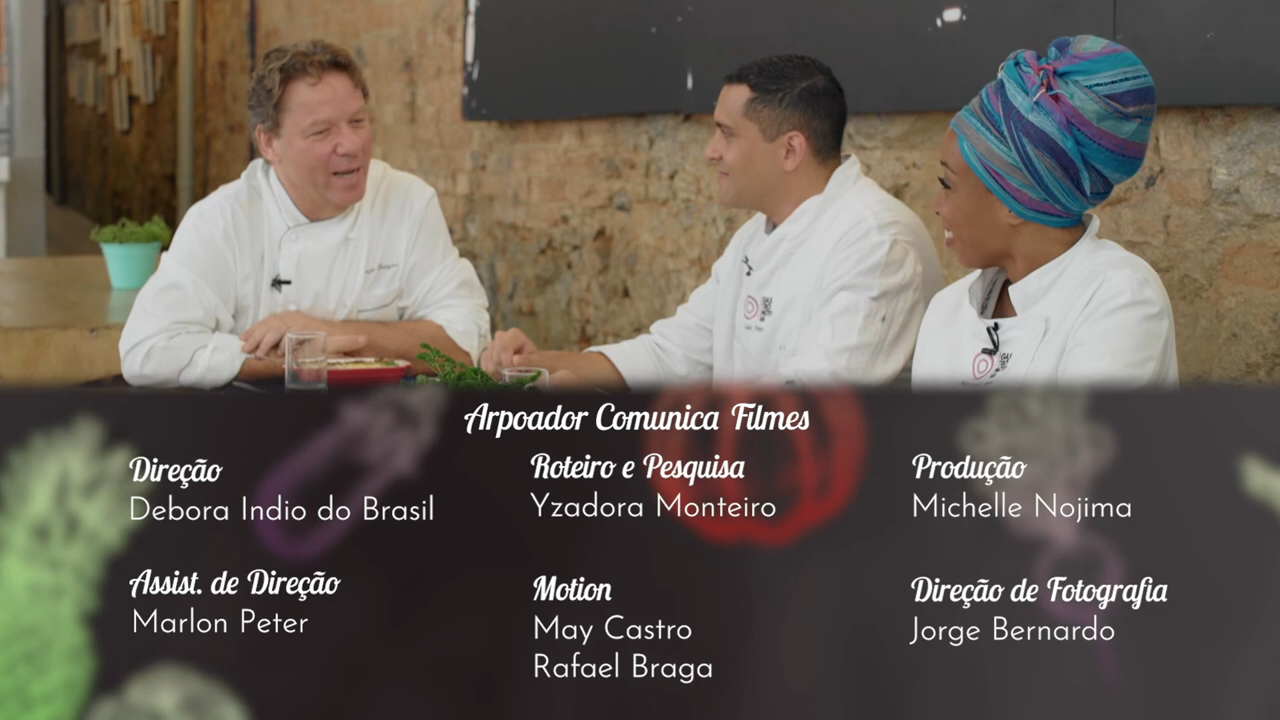 Arpoador Comunica Filmes
Direção
Debora Indio do Brasil
Roteiro e Pesquisa
Yzadora Monteiro
Produção
Michelle Nojima
Assist. de Direção
Marlon Peter
Motion
May Castro
Rafael Braga
Direção de Fotografia
Jorge Bernardo